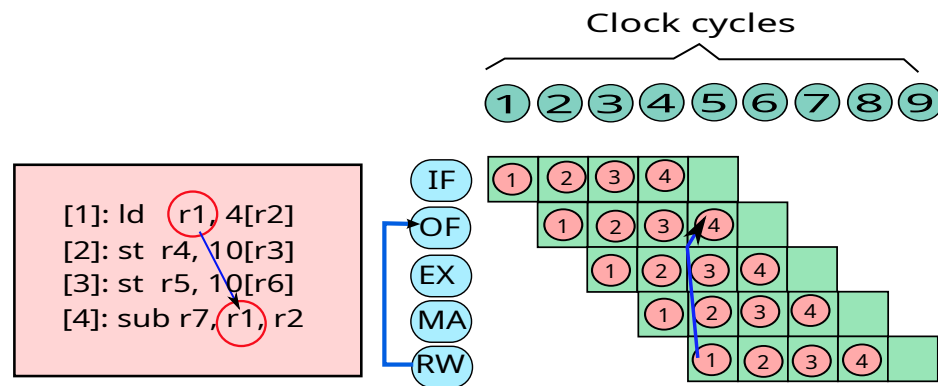 Clock cycles
1 2 3 4 5 6 7 8 9
[1]: ld r1, 4[r2]
[2]: st r4, 10[r3]
[3]: st r5, 10[r6]
[4]: sub r7, r1, r2
IF 1 2 3 4
OF 1 2 3 4
EX 1 2 3 4
MA 1 2 3 4
RW 1 2 3 4